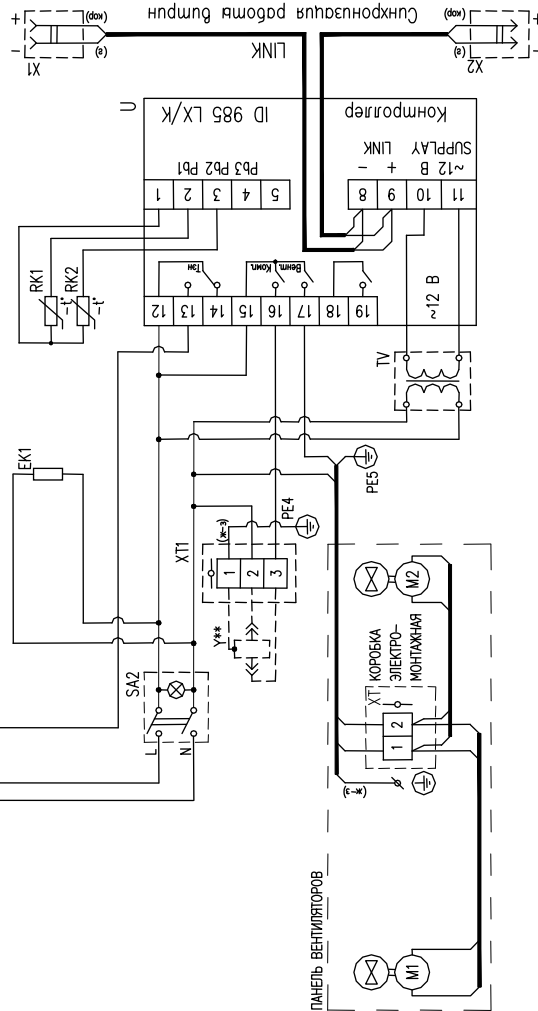 Синхронизация работы витрин
LINK
X1
+
−
(кор)
(г)
X2
+
−
(кор)
(г)
U
ID 985 LX/K
Контроллер
Pb3 Pb2 Pb1
LINK
SUPPLAY
− + ~12 В
1 2 3 4 5
8 9 10 11
RK1
-t°
RK2
-t°
Тэн
Комп.
Вент.
12 13 14 15 16 17 18 19
~12 В
TV
EK1
PE5
PE4
XT1
(ж-з)
1 2 3
Y**
SA2
L
N
M2
КОРОБКА
ЭЛЕКТРО-
МОНТАЖНАЯ
XT
1 2
(ж-з)
ПАНЕЛЬ ВЕНТИЛЯТОРОВ
M1